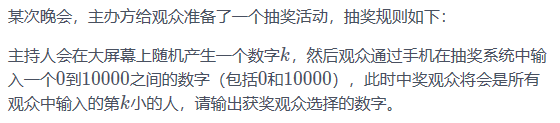 某次晚会，主办方给观众准备了一个抽奖活动，抽奖规则如下：
主持人会在大屏幕上随机产生一个数字k，然后观众通过手机在抽奖系统中输
入一个0到10000之间的数字（包括0和10000），此时中奖观众将会是所有
观众中输入的第k小的人，请输出获奖观众选择的数字。